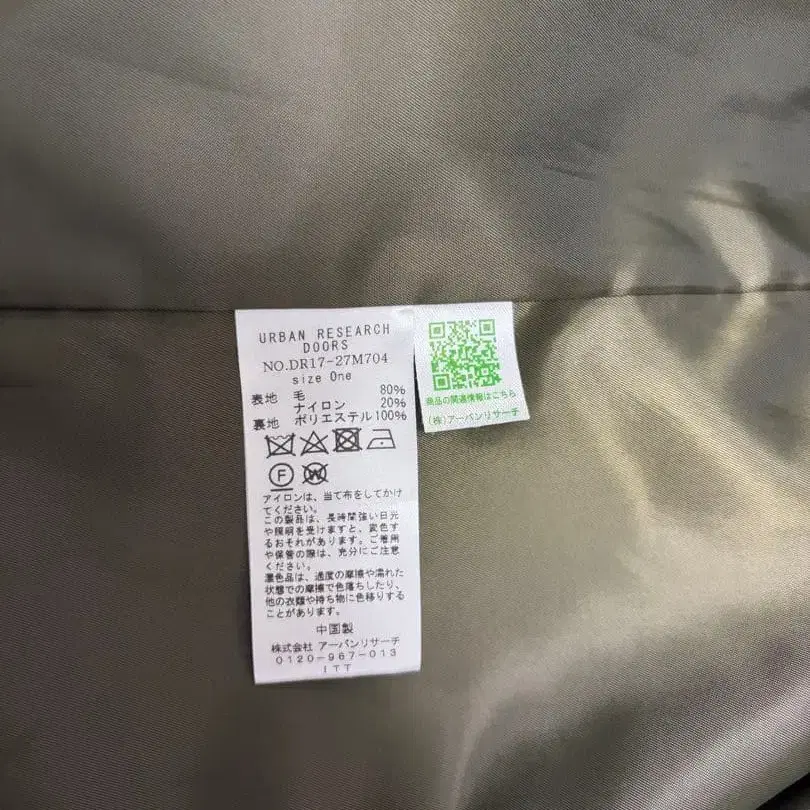 URBAN RESEARCH
DOORS
NO.DR17-27M704
size One
表地 毛 80%
ナイロン 20%
裏地 ポリエステル100%
F
W
アイロンは、当て布をしてかけ
てください。
この製品は、長時間強い日光
や照明を受けますと、変色す
るおそれがあります。ご着用
や保管の際は、充分にご注意
ください。
濃色品は、過度の摩擦や濡れた
状態での摩擦で色落ちしたり、
他の衣類や持ち物に色移りする
ことがあります。
中国製
株式会社 アーバンリサーチ
0120-967-013
ITT
商品の関連情報はこちら
(株)アーバンリサーチ